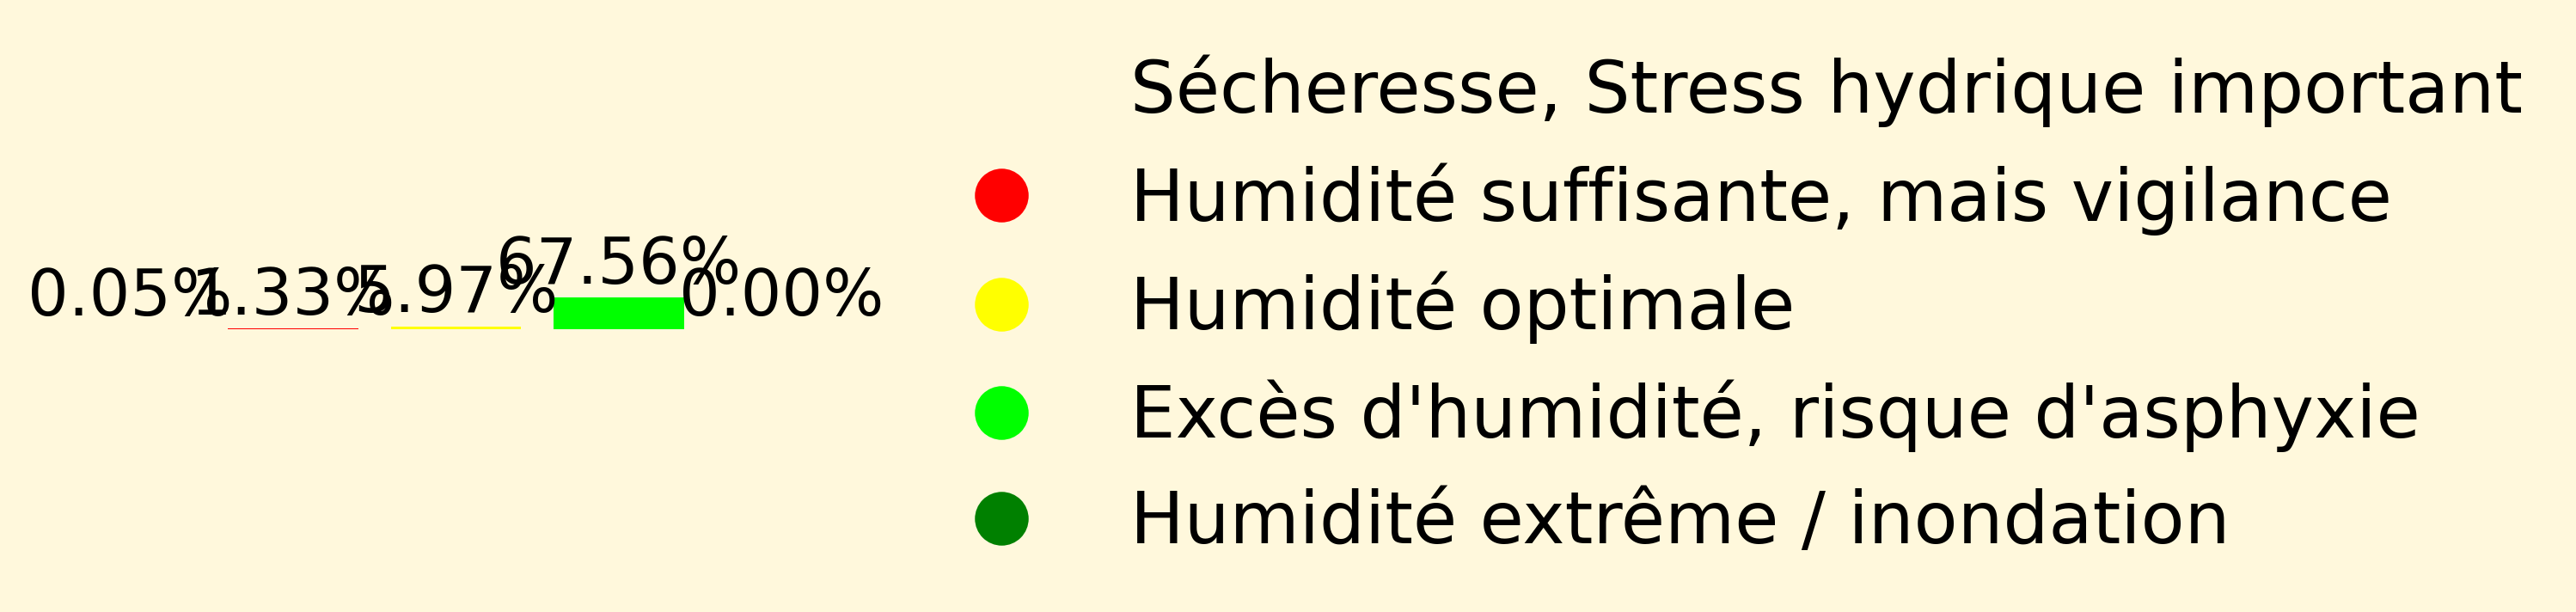 0.05%
1.33%
5.97%
67.56%
0.00%
Sécheresse, Stress hydrique important
Humidité suffisante, mais vigilance
Humidité optimale
Excès d'humidité, risque d'asphyxie
Humidité extrême / inondation